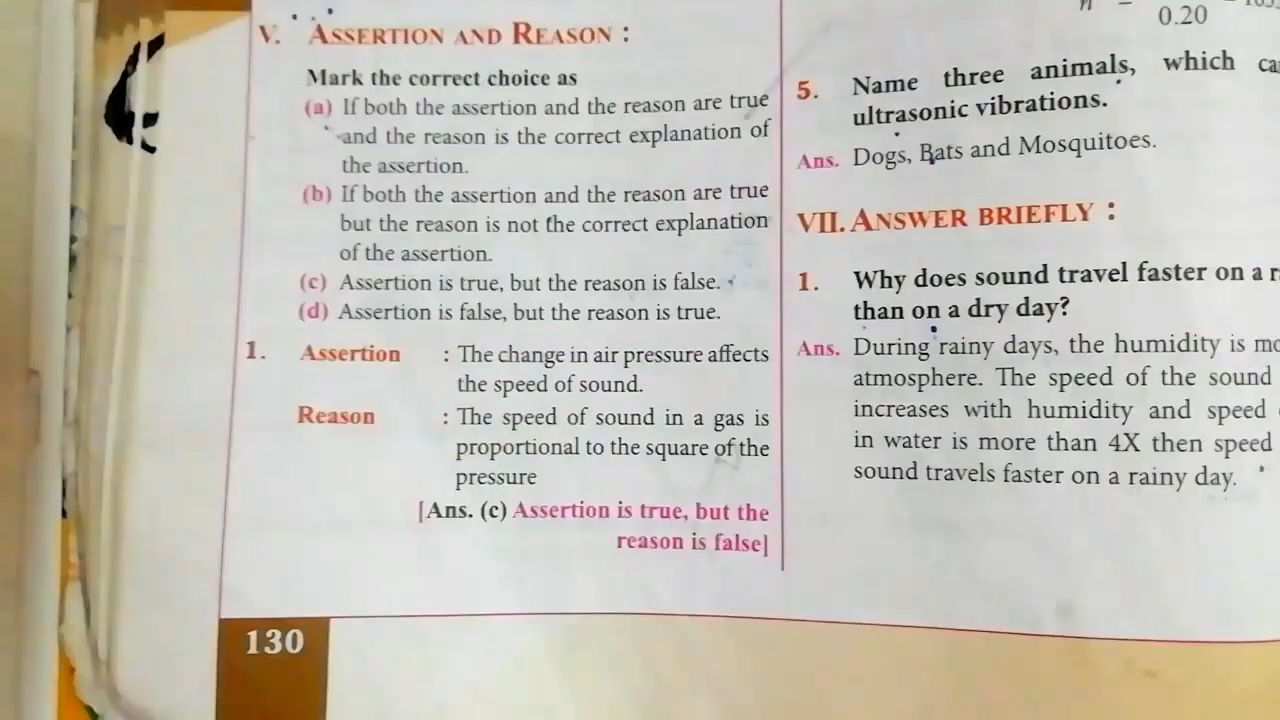 V. ASSERTION AND REASON :
Mark the correct choice as
(a) If both the assertion and the reason are true
and the reason is the correct explanation of
the assertion.
(b) If both the assertion and the reason are true
but the reason is not the correct explanation
of the assertion.
(c) Assertion is true, but the reason is false.
(d) Assertion is false, but the reason is true.
1. Assertion : The change in air pressure affects
the speed of sound.
Reason : The speed of sound in a gas is
proportional to the square of the
pressure
[Ans. (c) Assertion is true, but the
reason is false]
130
0.20
5. Name three animals, which
ultrasonic vibrations.
Ans. Dogs, Bats and Mosquitoes.
VII. ANSWER BRIEFLY :
1. Why does sound travel faster on a
than on a dry day?
Ans. During rainy days, the humidity is
atmosphere. The speed of the sound
increases with humidity and speed
in water is more than 4X then speed
sound travels faster on a rainy day.